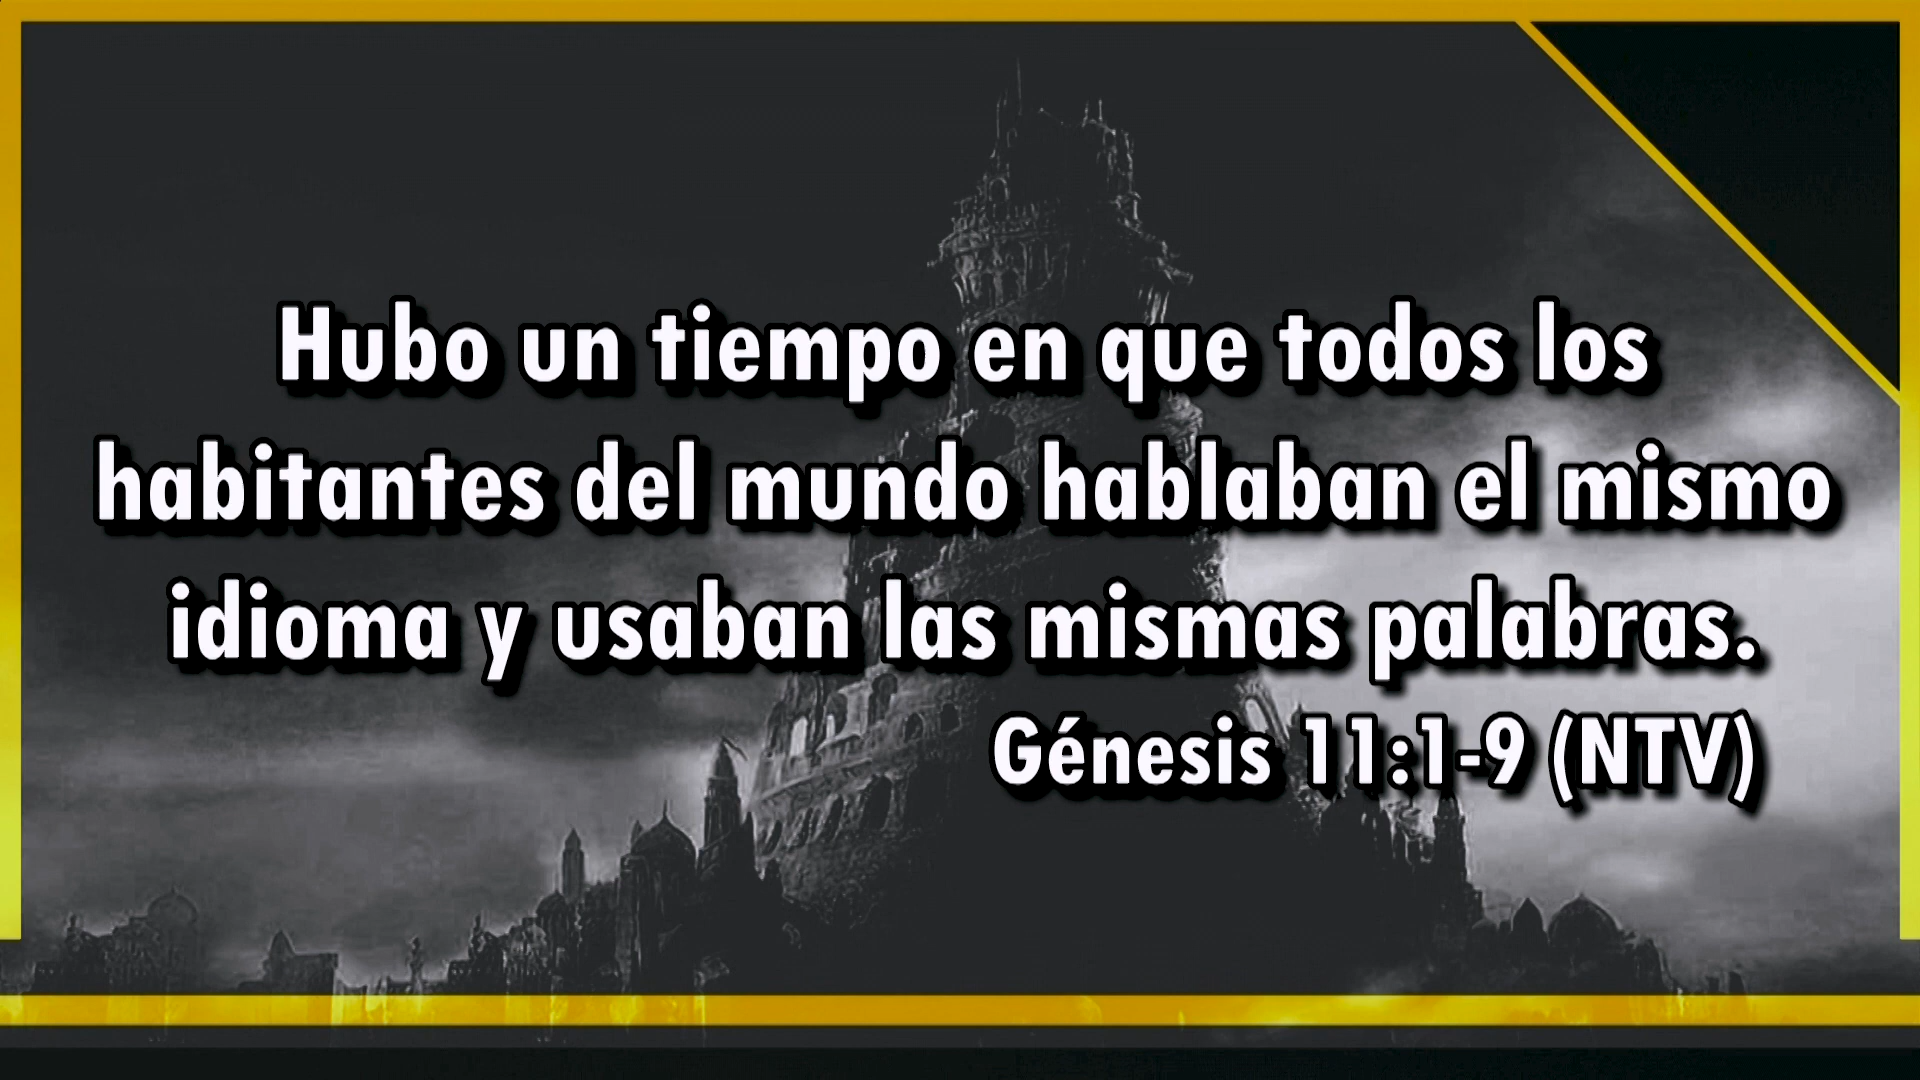 Hubo un tiempo en que todos los
habitantes del mundo hablaban el mismo
idioma y usaban las mismas palabras.
Génesis 11:1-9 (NTV)